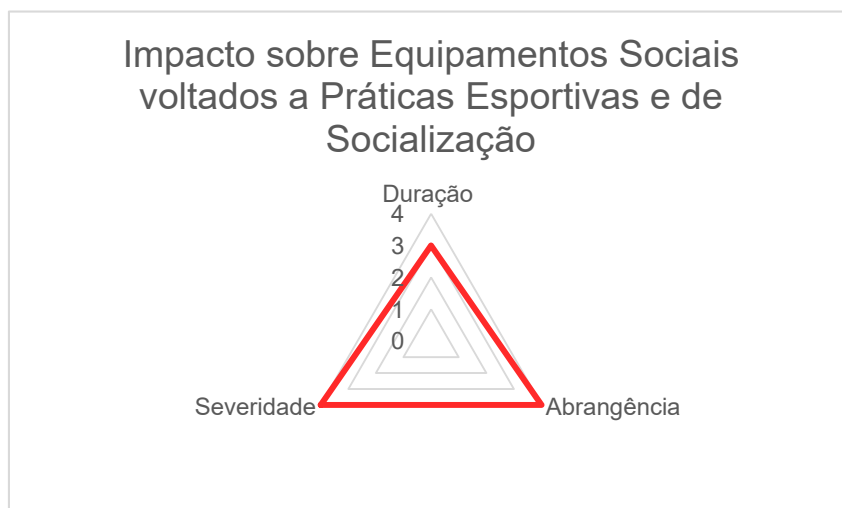 Impacto sobre Equipamentos Sociais
voltados a Práticas Esportivas e de
Socialização
Duração
4
3
2
1
0
Severidade
Abrangência